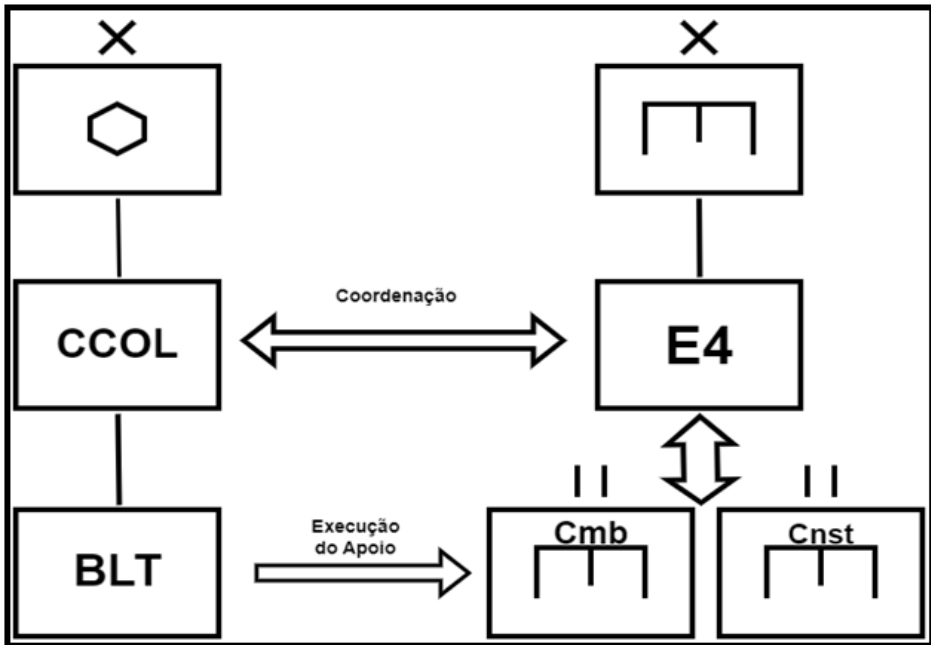 CCOL
Coordenação
E4
BLT
Execução
do Apoio
Cmb
Cnst